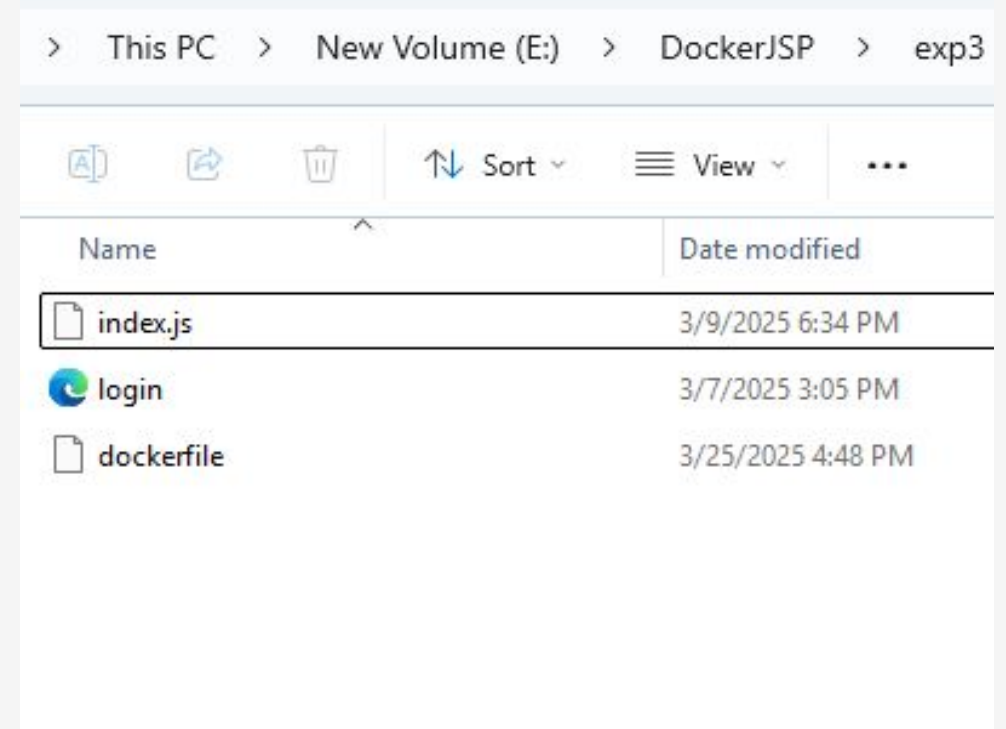 > This PC > New Volume (E:) > DockerJSP > exp3
Sort View ...
Name Date modified
index.js 3/9/2025 6:34 PM
login 3/7/2025 3:05 PM
dockerfile 3/25/2025 4:48 PM